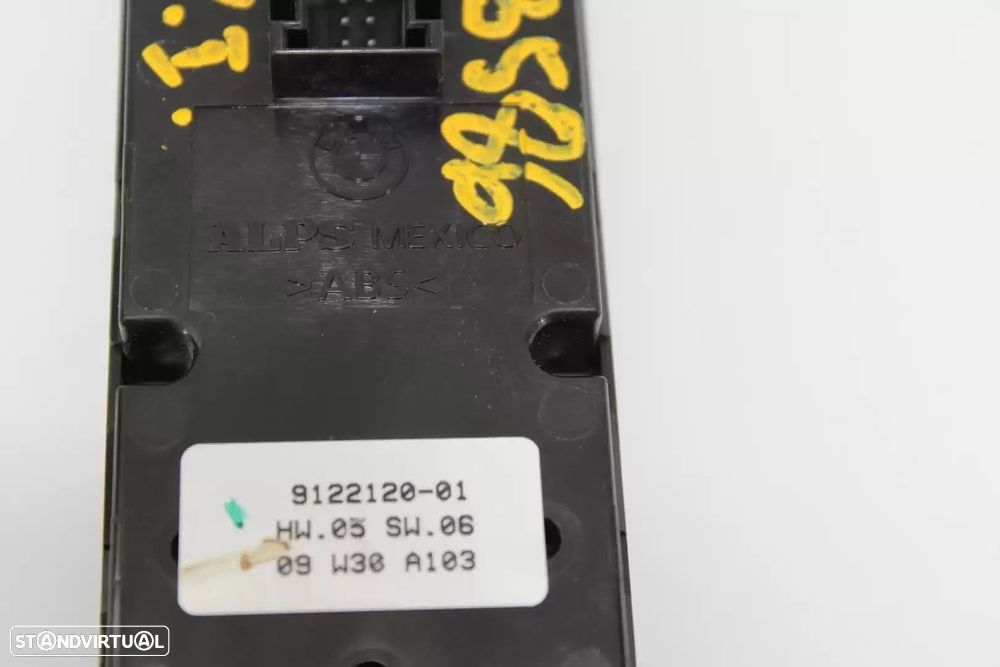 ALPS MEXICO
>ABS<
9122120-01
HW.05 SW.06
09 W30 A103
STANDVIRTUAL